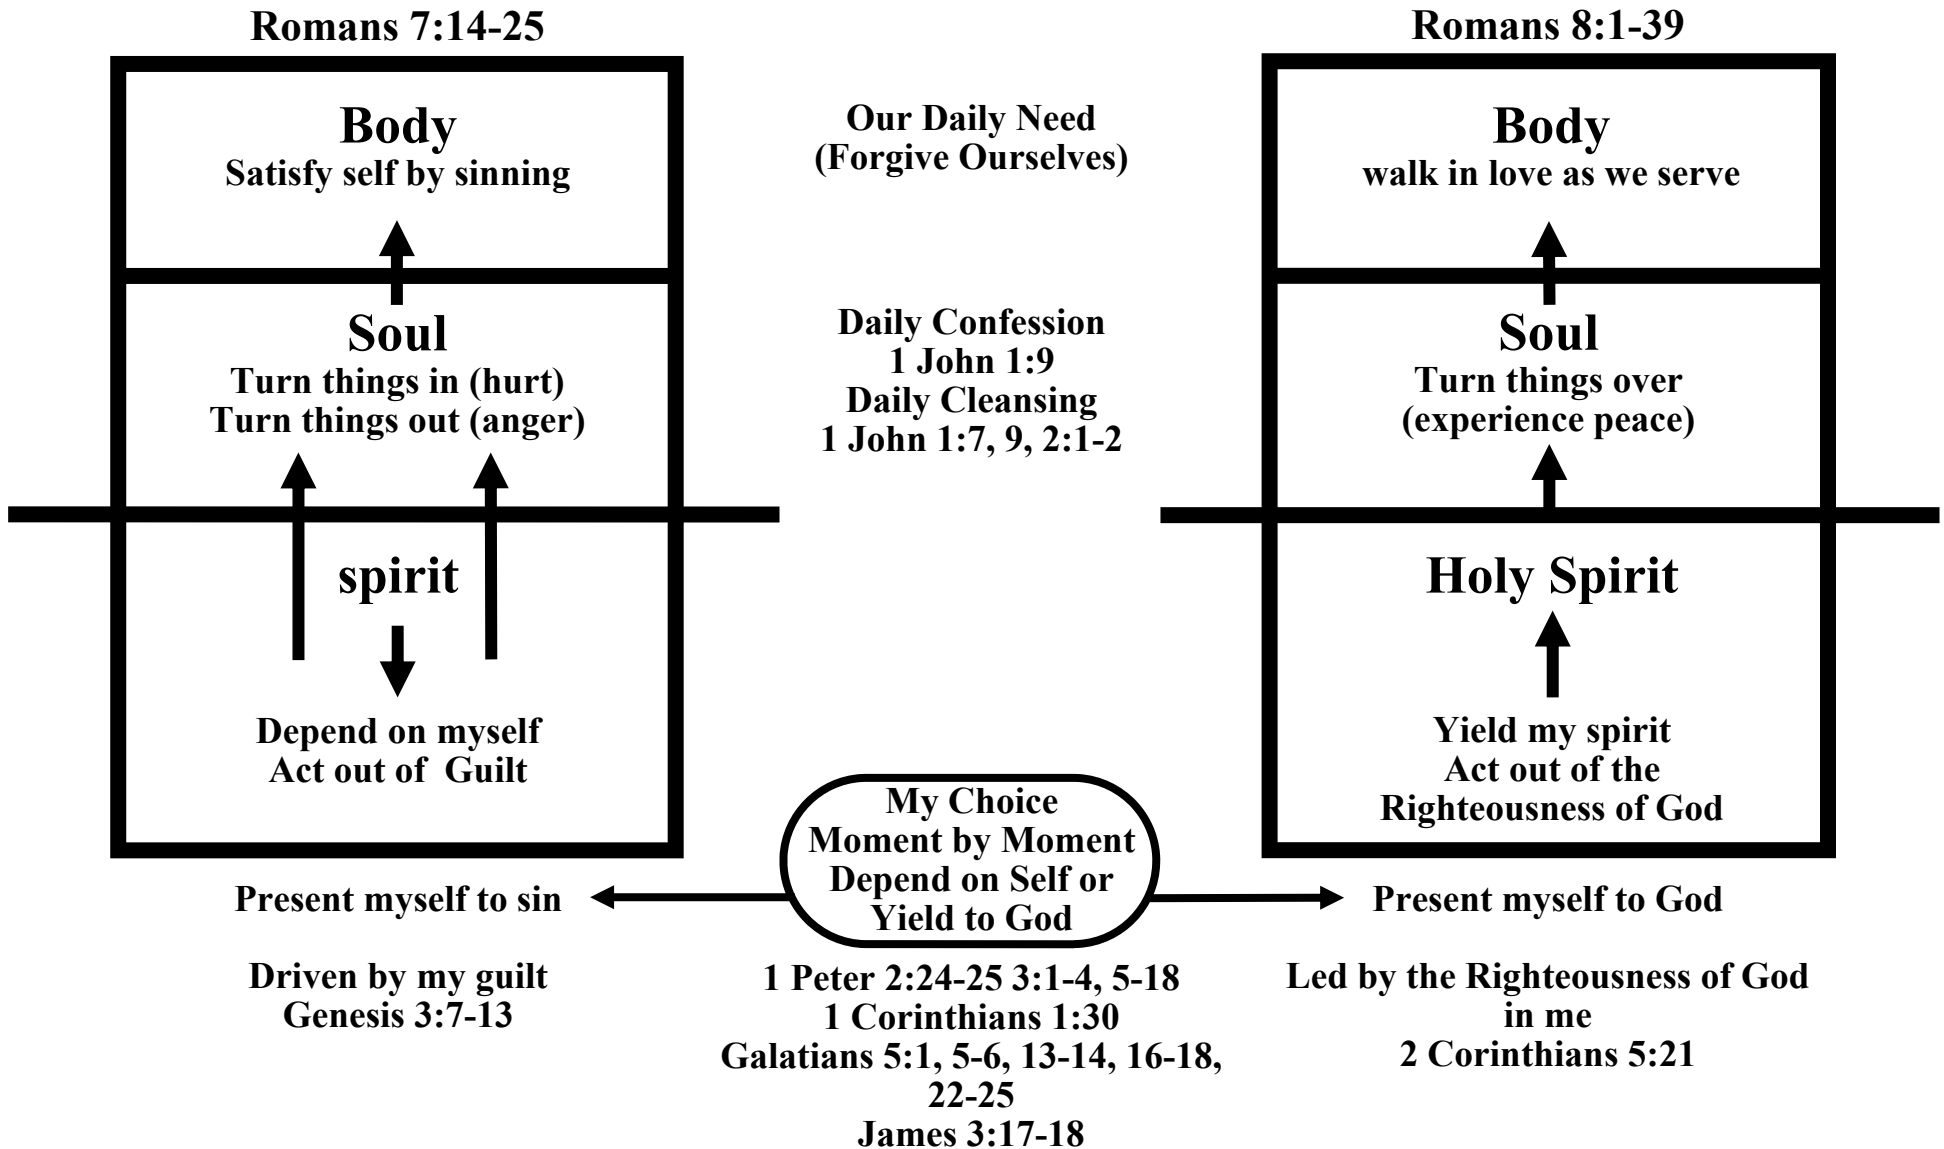 Romans 7:14-25
Body
Satisfy self by sinning
Soul
Turn things in (hurt)
Turn things out (anger)
spirit
Depend on myself
Act out of  Guilt
Present myself to sin
Driven by my guilt
Genesis 3:7-13
Our Daily Need
(Forgive Ourselves)
Daily Confession
1 John 1:9
Daily Cleansing
1 John 1:7, 9, 2:1-2
My Choice
Moment by Moment
Depend on Self or
Yield to God
1 Peter 2:24-25 3:1-4, 5-18
1 Corinthians 1:30
Galatians 5:1, 5-6, 13-14, 16-18,
22-25
James 3:17-18
Romans 8:1-39
Body
walk in love as we serve
Soul
Turn things over
(experience peace)
Holy Spirit
Yield my spirit
Act out of the
Righteousness of God
Present myself to God
Led by the Righteousness of God
in me
2 Corinthians 5:21